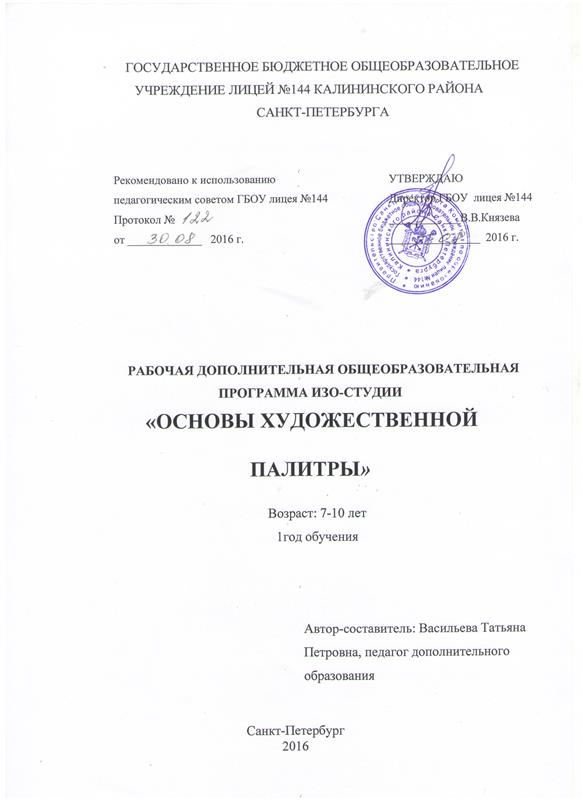 ГОСУДАРСТВЕННОЕ БЮДЖЕТНОЕ ОБЩЕОБРАЗОВАТЕЛЬНОЕ
УЧРЕЖДЕНИЕ ЛИЦЕЙ №144 КАЛИНИНСКОГО РАЙОНА
САНКТ-ПЕТЕРБУРГА
Рекомендовано к использованию
педагогическим советом ГБОУ лицея №144
Протокол № 122
от 30.08 2016 г.
УТВЕРЖДАЮ
Директор ГБОУ лицея №144
В.В.Князева
2016 г.
РАБОЧАЯ ДОПОЛНИТЕЛЬНАЯ ОБЩЕОБРАЗОВАТЕЛЬНАЯ
ПРОГРАММА ИЗО-СТУДИИ
«ОСНОВЫ ХУДОЖЕСТВЕННОЙ
ПАЛИТРЫ»
Возраст: 7-10 лет
1год обучения
Автор-составитель: Васильева Татьяна
Петровна, педагог дополнительного
образования
Санкт-Петербург
2016